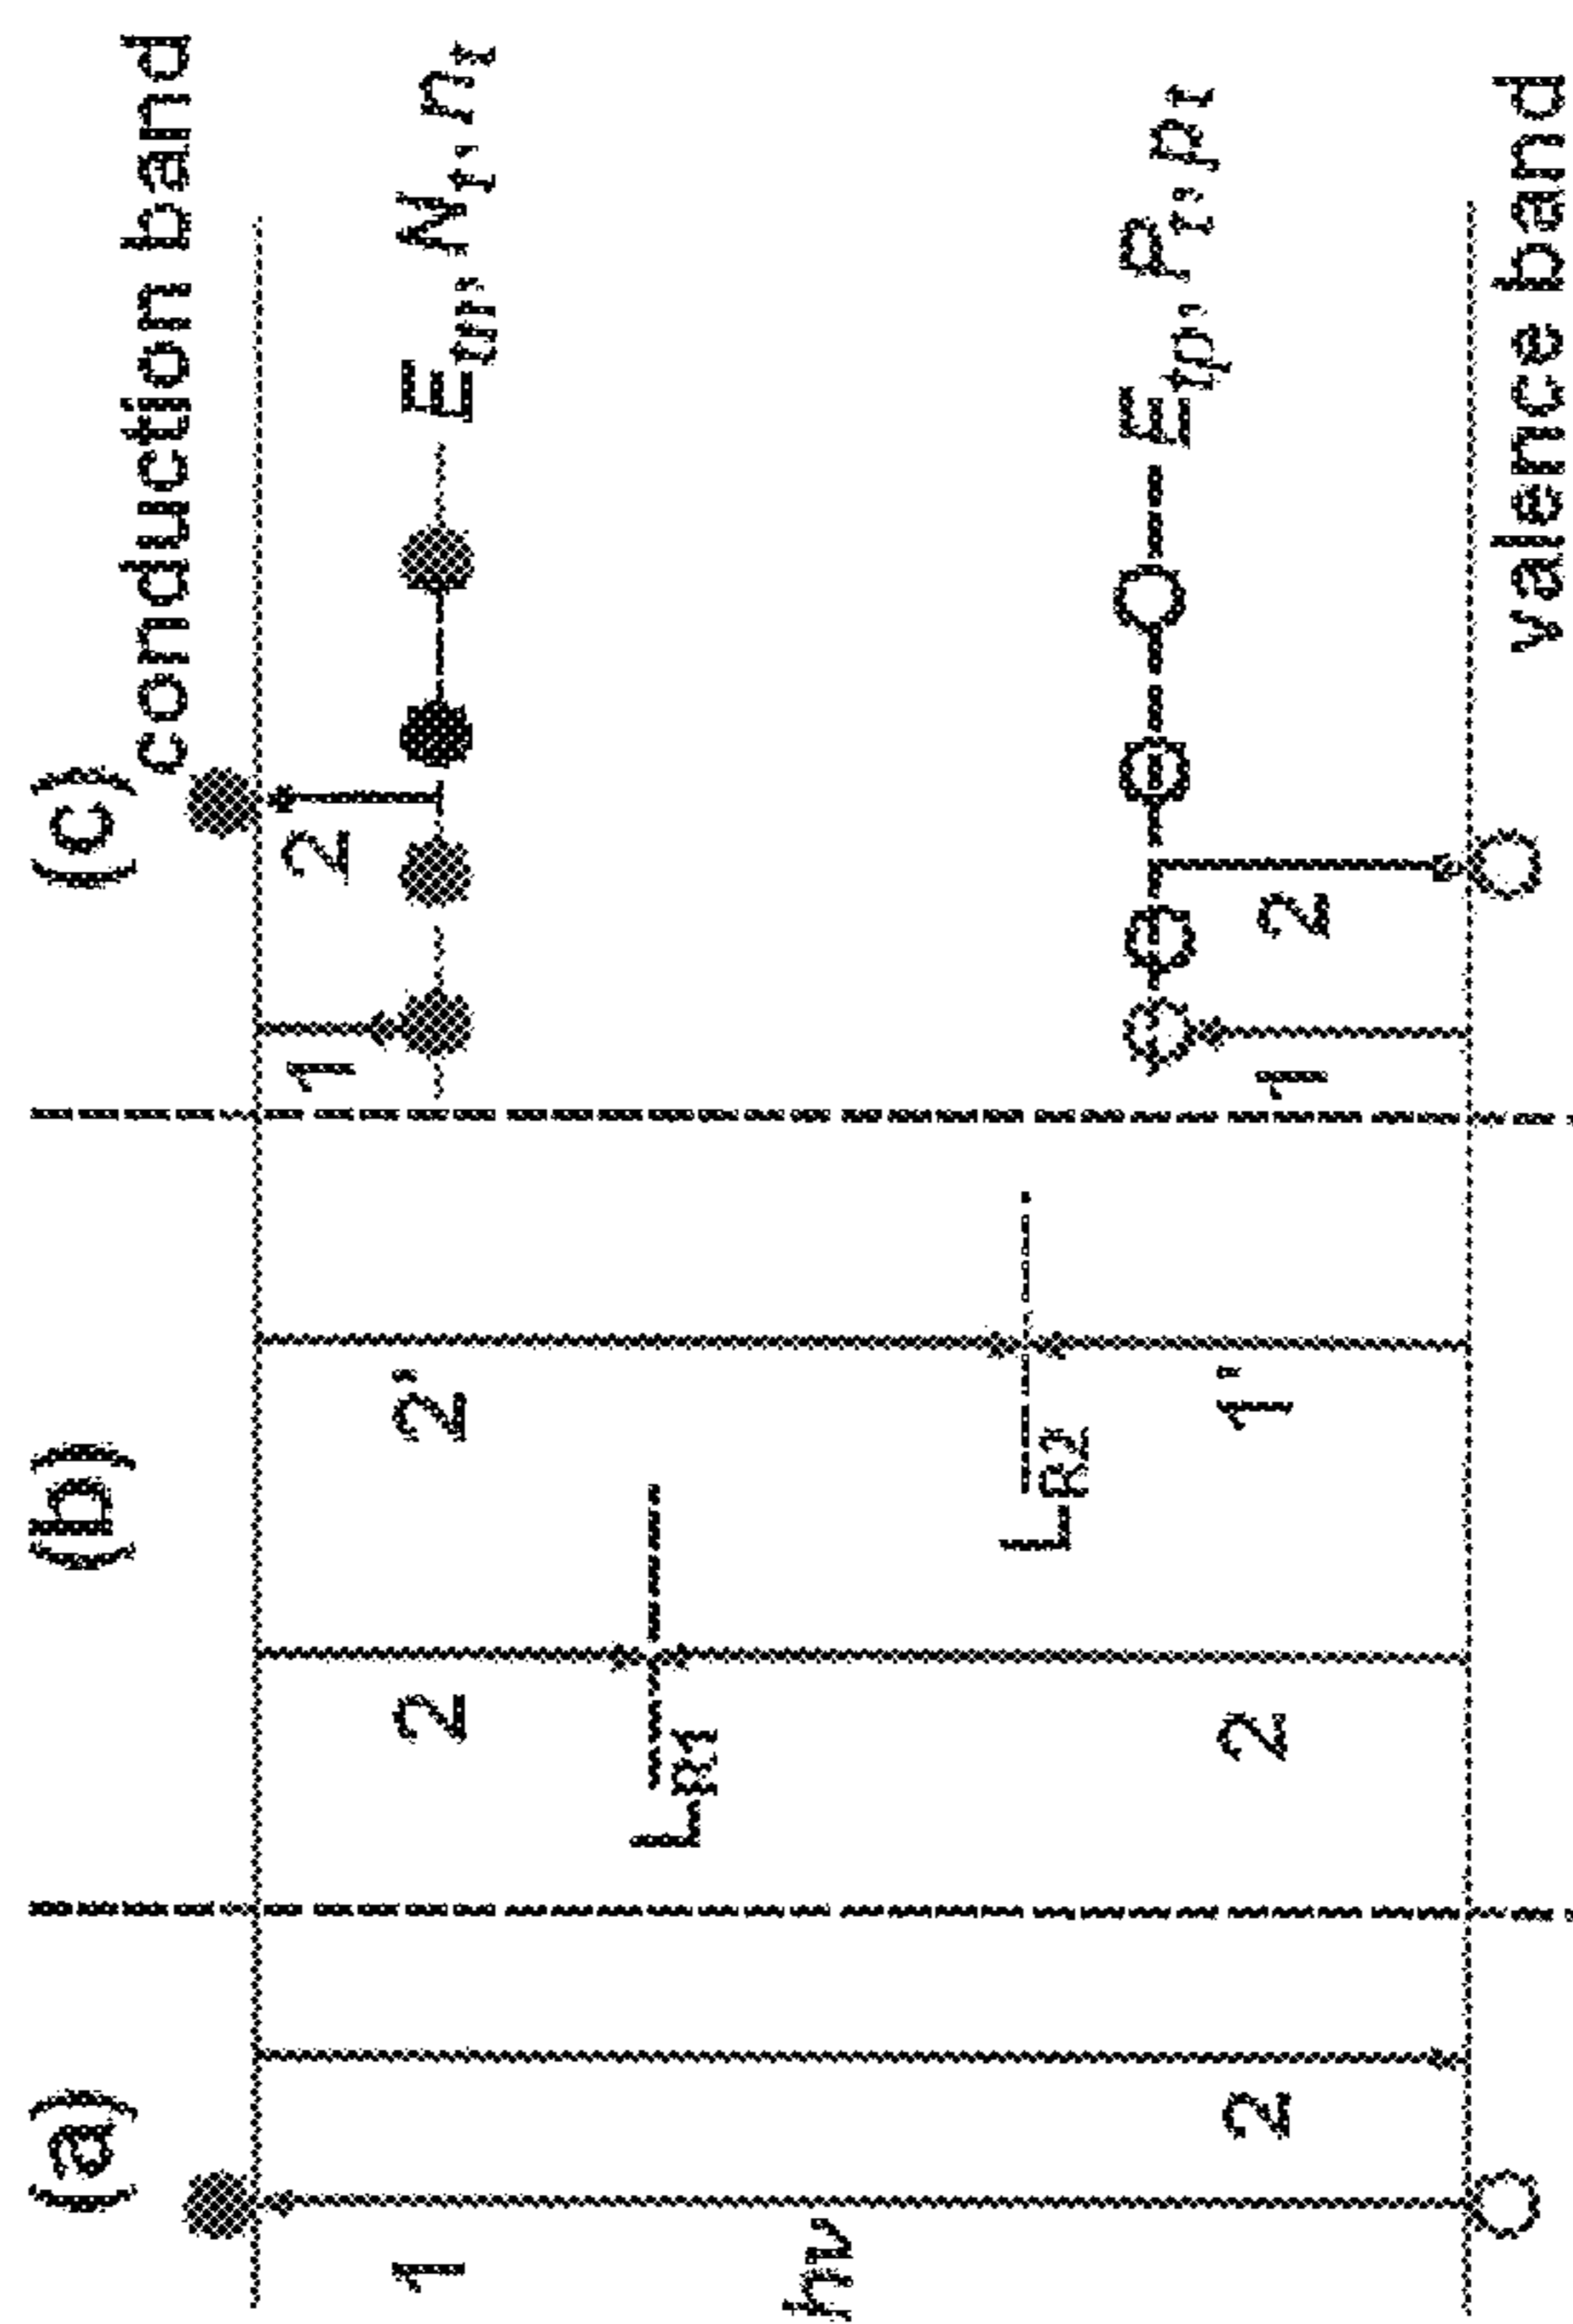 (a) (b) (c)
conduction band
1 2 2 2' 1 2
E_tn, N_t, n_t
L_R1
hν
L_R2
E_tp, P_t, p_t
2 2 1' 1 2
valence band